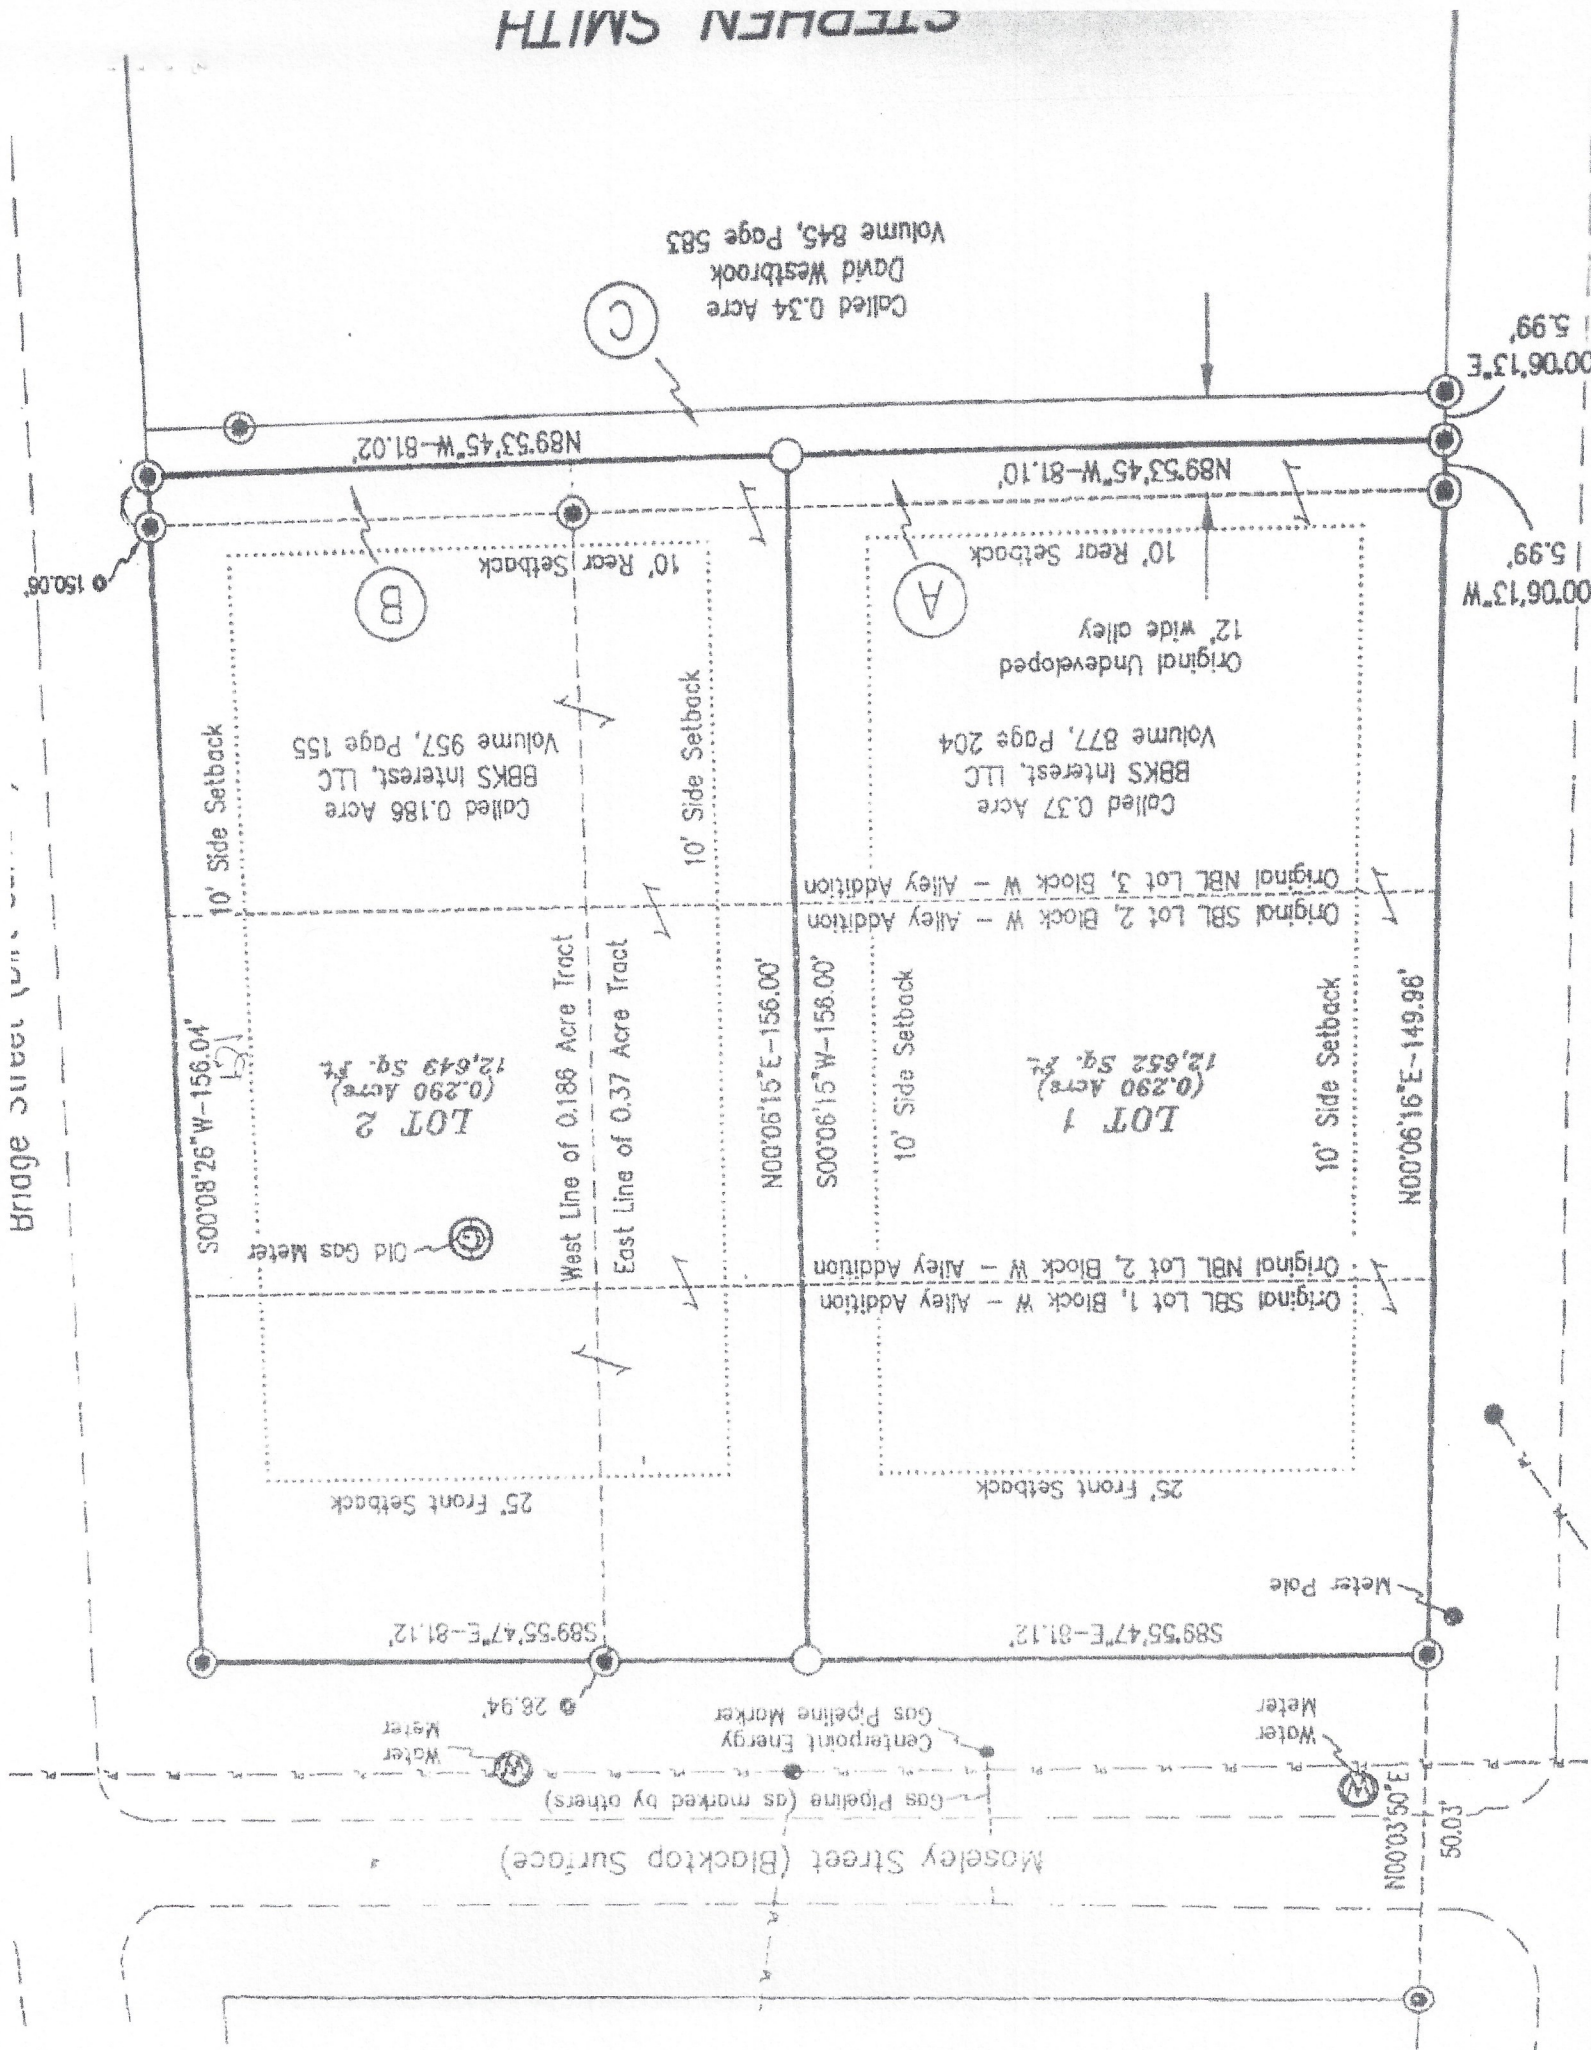 N00°03'50"E
50.03'
Moseley Street (Blacktop Surface)
Gas Pipeline (as marked by others)
Water
Meter
Centerpoint Energy
Gas Pipeline Marker
Water
Meter
28.94'
S89°55'47"E-81.12'
S89°55'47"E-81.12'
Meter Pole
25' Front Setback
25' Front Setback
Original SBL Lot 1, Block W - Alley Addition
Original NBL Lot 2, Block W - Alley Addition
Old Gas Meter
LOT 1
(0.290 Acre)
12,652 Sq. Ft.
LOT 2
(0.290 Acre)
12,643 Sq. Ft.
N00°06'16"E-149.96'
10' Side Setback
10' Side Setback
S00°06'15"W-156.00'
N00°06'15"E-156.00'
East Line of 0.37 Acre Tract
West Line of 0.186 Acre Tract
S00°08'26"W-156.04'
Bridge Street
Original SBL Lot 2, Block W - Alley Addition
Original NBL Lot 3, Block W - Alley Addition
Called 0.37 Acre
BBKS Interest, LLC
Volume 877, Page 204
Called 0.186 Acre
BBKS Interest, LLC
Volume 957, Page 155
10' Side Setback
10' Side Setback
Original Undeveloped
12' wide alley
A
B
150.06'
10' Rear Setback
10' Rear Setback
00°06'13"W
5.99'
N89°53'45"W-81.10'
N89°53'45"W-81.02'
00°06'13"E
5.99'
C
Called 0.34 Acre
David Westbrook
Volume 845, Page 583
STEPHEN SMITH